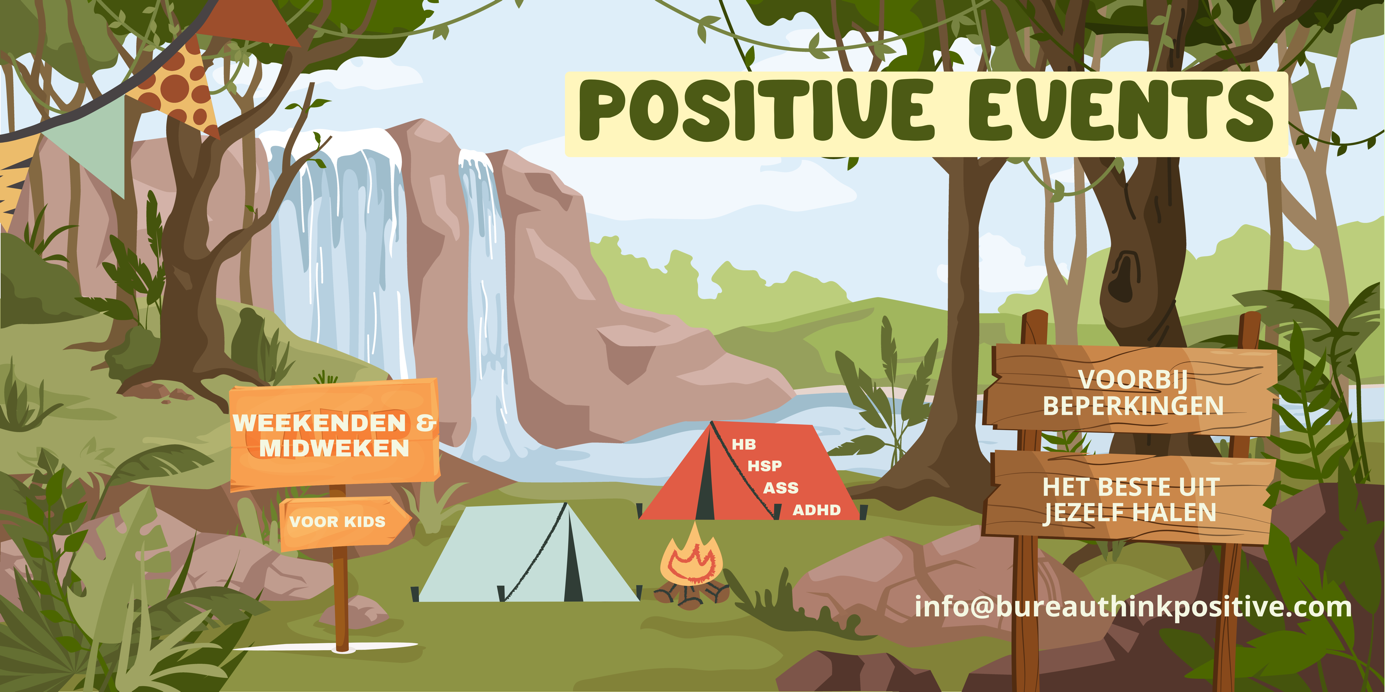 POSITIVE EVENTS
WEEKENDEN &
MIDWEKEN
VOOR KIDS
HB
HSP
ASS
ADHD
VOORBIJ
BEPERKINGEN
HET BESTE UIT
JEZELF HALEN
info@bureauthinkpositive.com